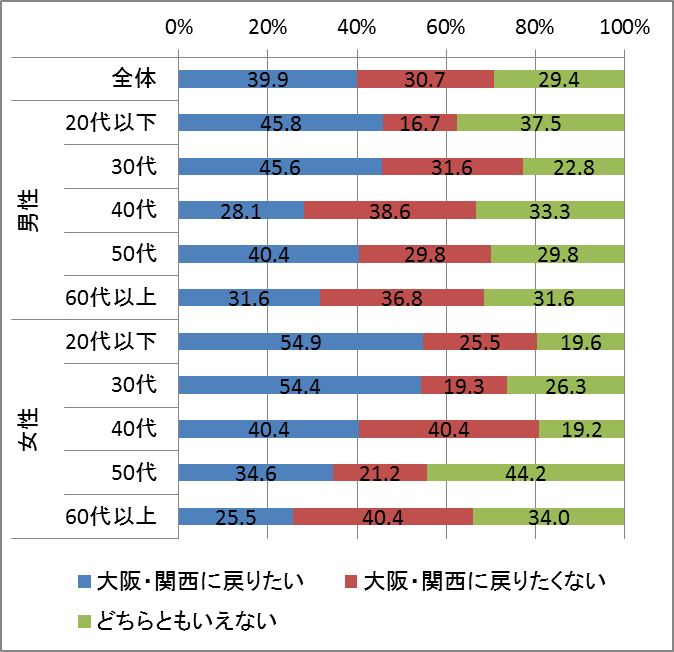 0% 20% 40% 60% 80% 100%
全体 39.9 30.7 29.4
男性
20代以下 45.8 16.7 37.5
30代 45.6 31.6 22.8
40代 28.1 38.6 33.3
50代 40.4 29.8 29.8
60代以上 31.6 36.8 31.6
女性
20代以下 54.9 25.5 19.6
30代 54.4 19.3 26.3
40代 40.4 40.4 19.2
50代 34.6 21.2 44.2
60代以上 25.5 40.4 34.0
大阪・関西に戻りたい 大阪・関西に戻りたくない
どちらともいえない